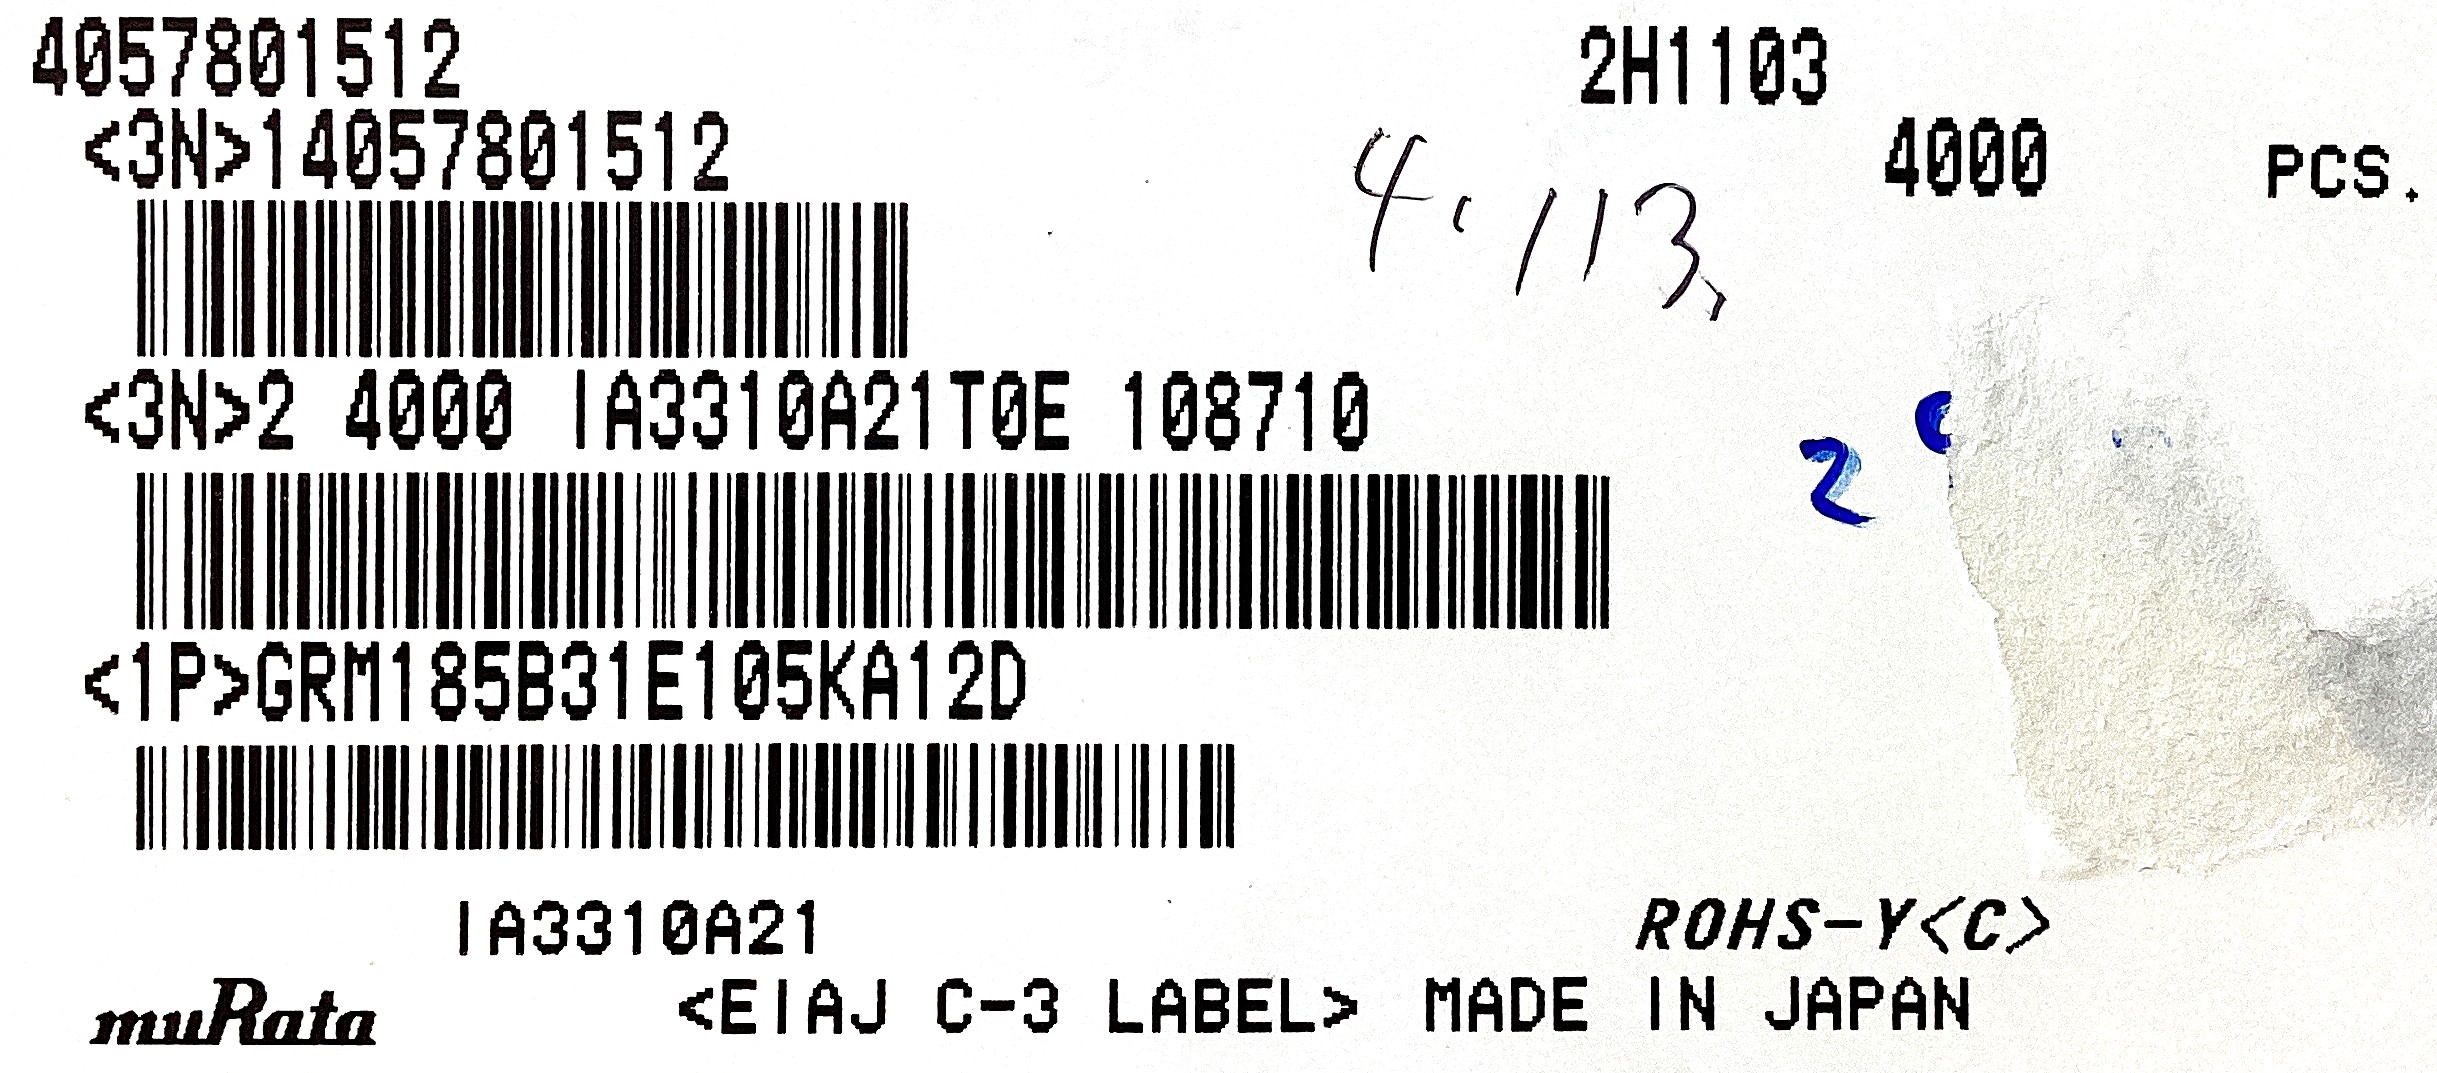 4057801512 2H1103
<3N>14057801512 4000 PCS.
4. 113,
<3N>2 4000 IA3310A21T0E 108710
2
<1P>GRM185B31E105KA12D
IA3310A21 ROHS-Y<C>
muRata <EIAJ C-3 LABEL> MADE IN JAPAN